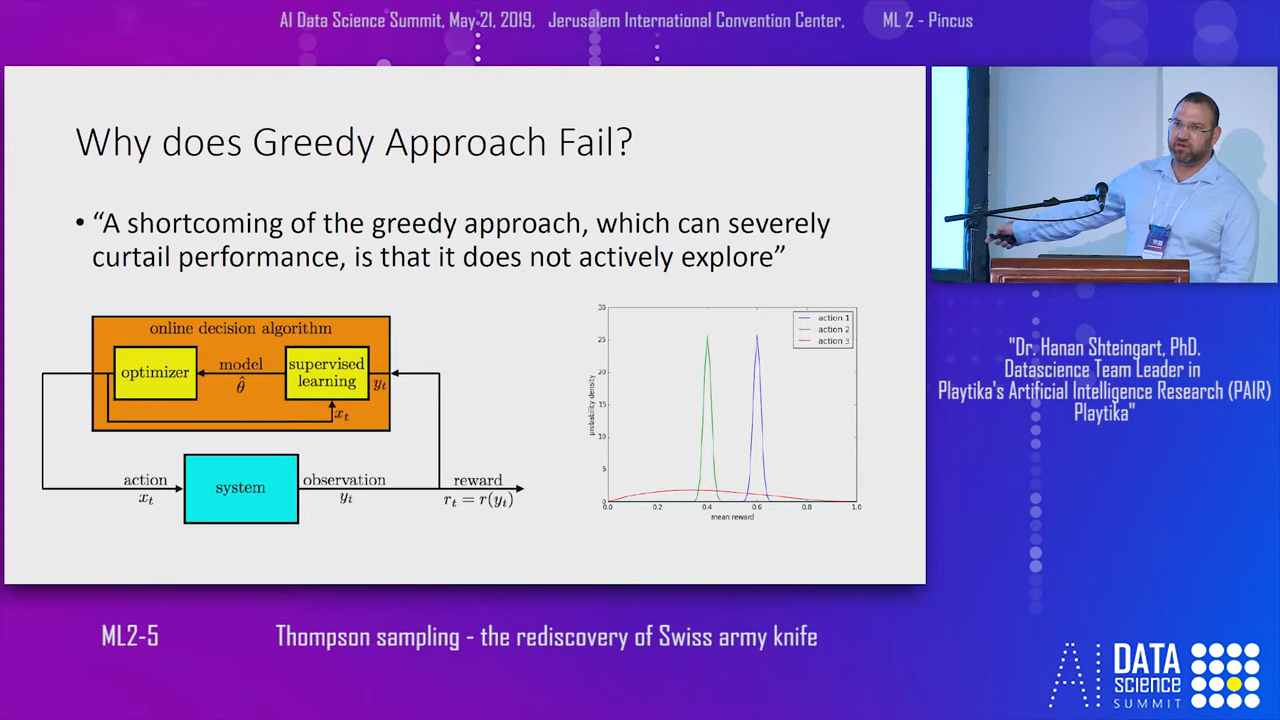 AI Data Science Summit, May 21, 2019, Jerusalem International Convention Center, ML 2 - Pincus
Why does Greedy Approach Fail?
• “A shortcoming of the greedy approach, which can severely
curtail performance, is that it does not actively explore”
online decision algorithm
optimizer
model
θ̂
supervised
learning
yt
xt
action
xt
system
observation
yt
reward
rt = r(yt)
30
25
20
15
10
5
0
probability density
0.0 0.2 0.4 0.6 0.8 1.0
mean reward
action 1
action 2
action 3
"Dr. Hanan Shteingart, PhD.
Datascience Team Leader in
Playtika's Artificial Intelligence Research (PAIR)
Playtika"
ML2-5 Thompson sampling - the rediscovery of Swiss army knife
AI DATA
science
SUMMIT